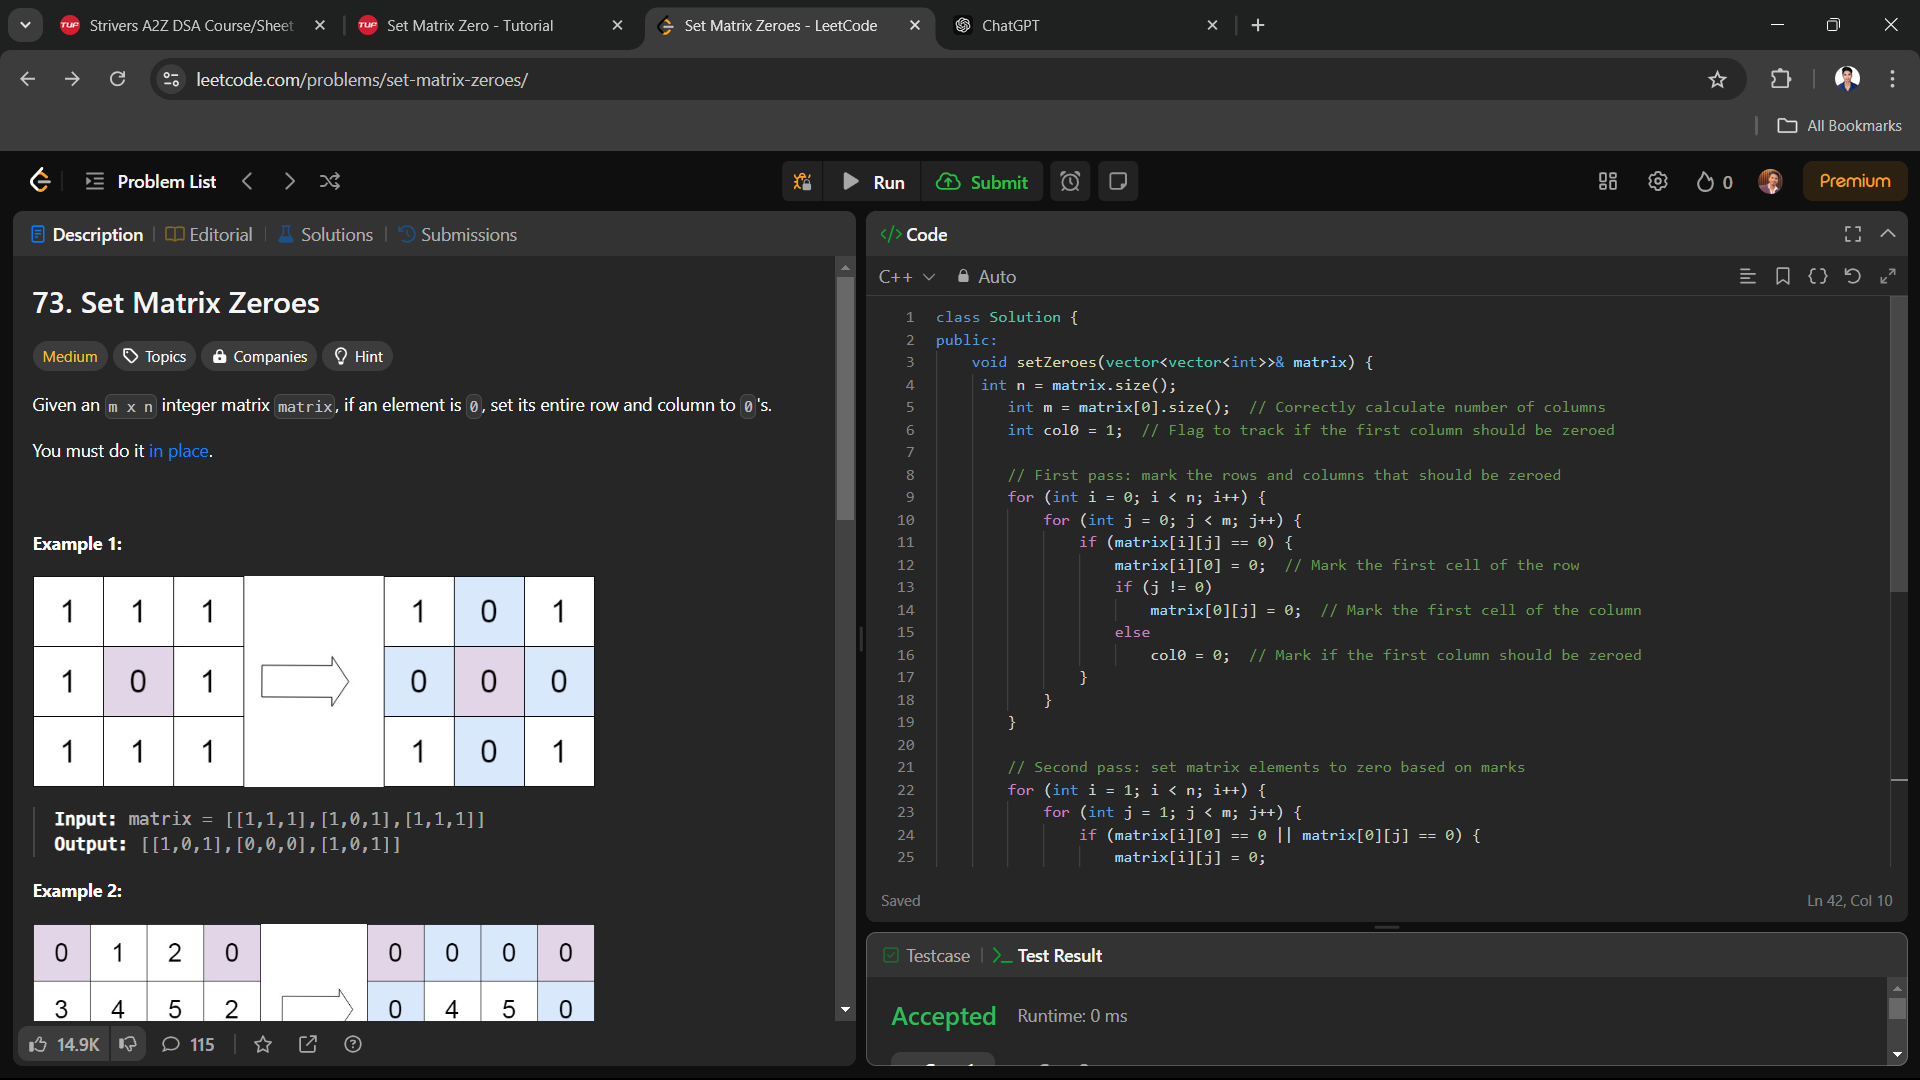 Strivers A2Z DSA Course/Sheet
Set Matrix Zero - Tutorial
Set Matrix Zeroes - LeetCode
ChatGPT
leetcode.com/problems/set-matrix-zeroes/
All Bookmarks
Problem List
Run
Submit
0
Premium
Description
Editorial
Solutions
Submissions
73. Set Matrix Zeroes
Medium
Topics
Companies
Hint
Given an m x n integer matrix matrix, if an element is 0, set its entire row and column to 0's.
You must do it in place.
Example 1:
1 1 1 1 0 1
1 0 1 0 0 0
1 1 1 1 0 1
Input: matrix = [[1,1,1],[1,0,1],[1,1,1]]
Output: [[1,0,1],[0,0,0],[1,0,1]]
Example 2:
0 1 2 0 0 0 0 0
3 4 5 2 0 4 5 0
14.9K
115
</> Code
C++
Auto
1 class Solution {
2 public:
3 void setZeroes(vector<vector<int>>& matrix) {
4 int n = matrix.size();
5 int m = matrix[0].size(); // Correctly calculate number of columns
6 int col0 = 1; // Flag to track if the first column should be zeroed
7
8 // First pass: mark the rows and columns that should be zeroed
9 for (int i = 0; i < n; i++) {
10 for (int j = 0; j < m; j++) {
11 if (matrix[i][j] == 0) {
12 matrix[i][0] = 0; // Mark the first cell of the row
13 if (j != 0)
14 matrix[0][j] = 0; // Mark the first cell of the column
15 else
16 col0 = 0; // Mark if the first column should be zeroed
17 }
18 }
19 }
20
21 // Second pass: set matrix elements to zero based on marks
22 for (int i = 1; i < n; i++) {
23 for (int j = 1; j < m; j++) {
24 if (matrix[i][0] == 0 || matrix[0][j] == 0) {
25 matrix[i][j] = 0;
Saved
Ln 42, Col 10
Testcase
Test Result
Accepted
Runtime: 0 ms